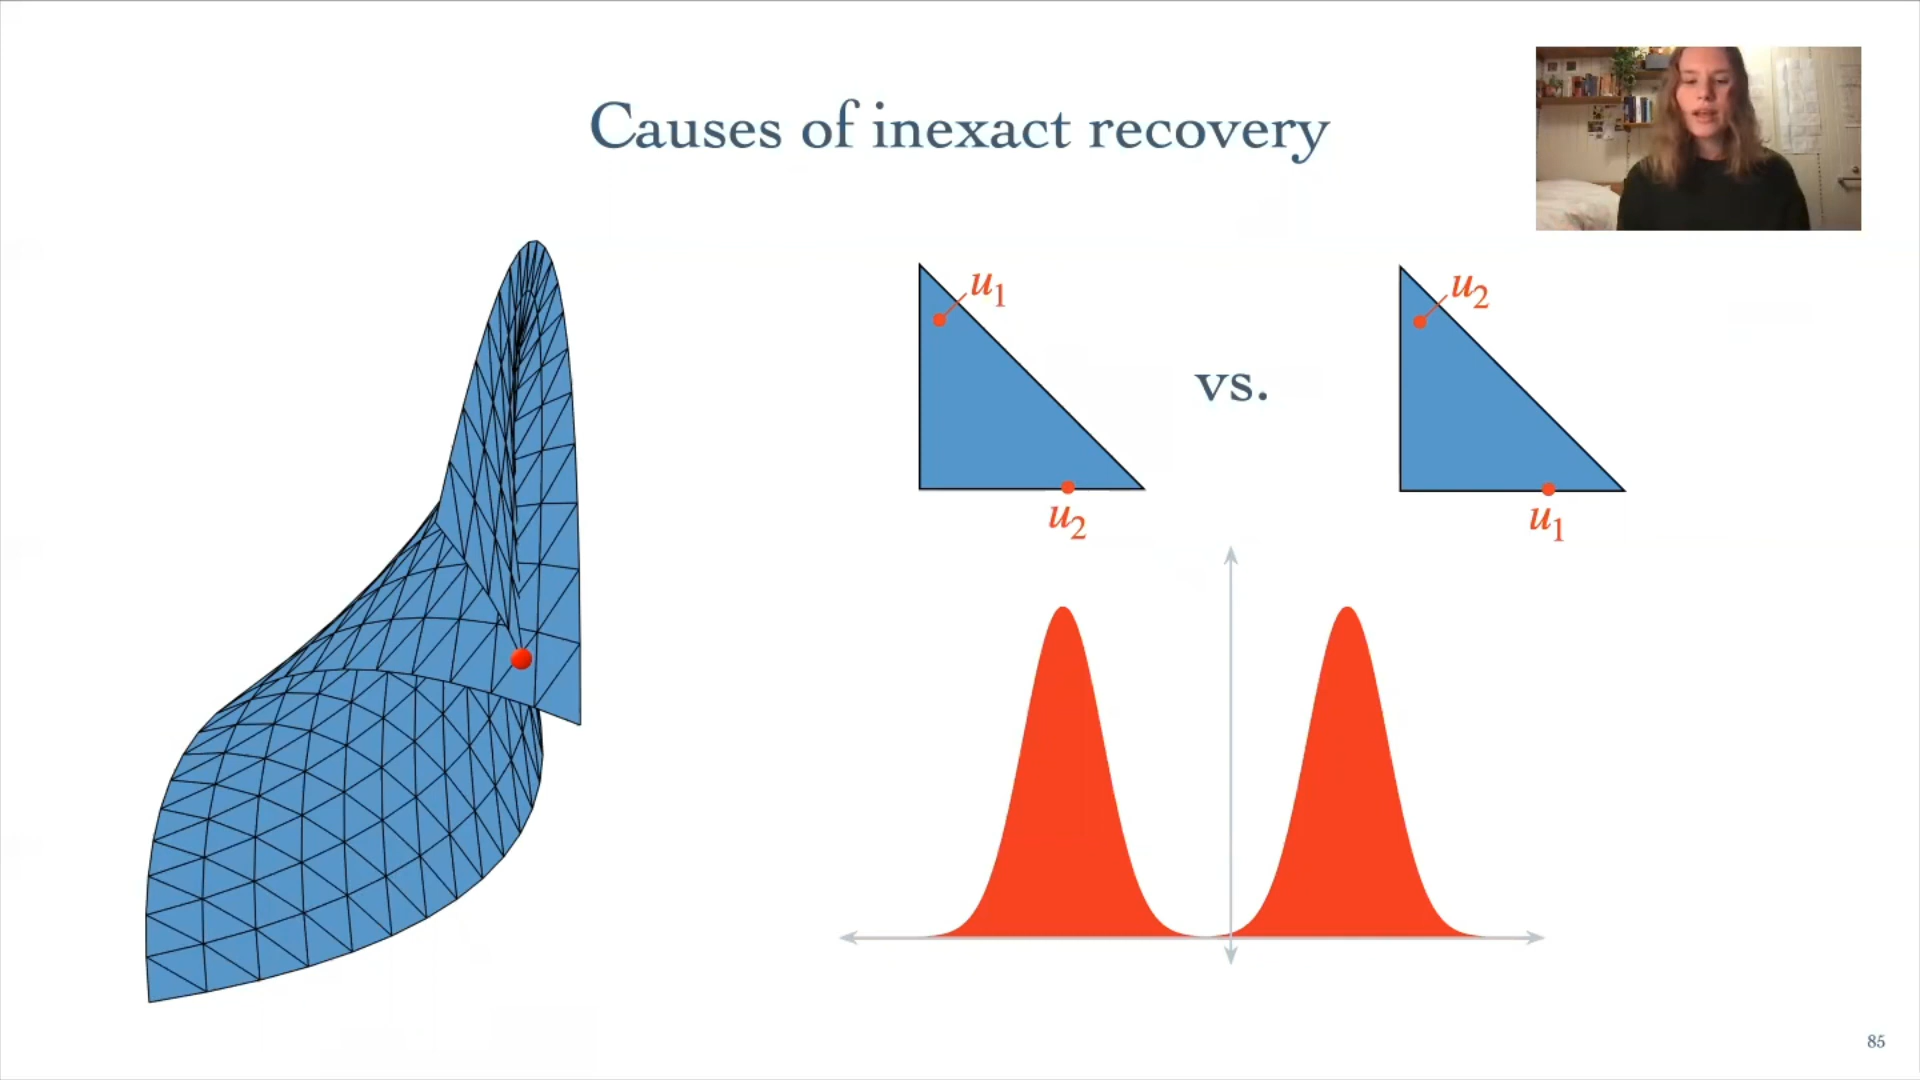 Causes of inexact recovery
u₁
u₂
vs.
u₂
u₁
85